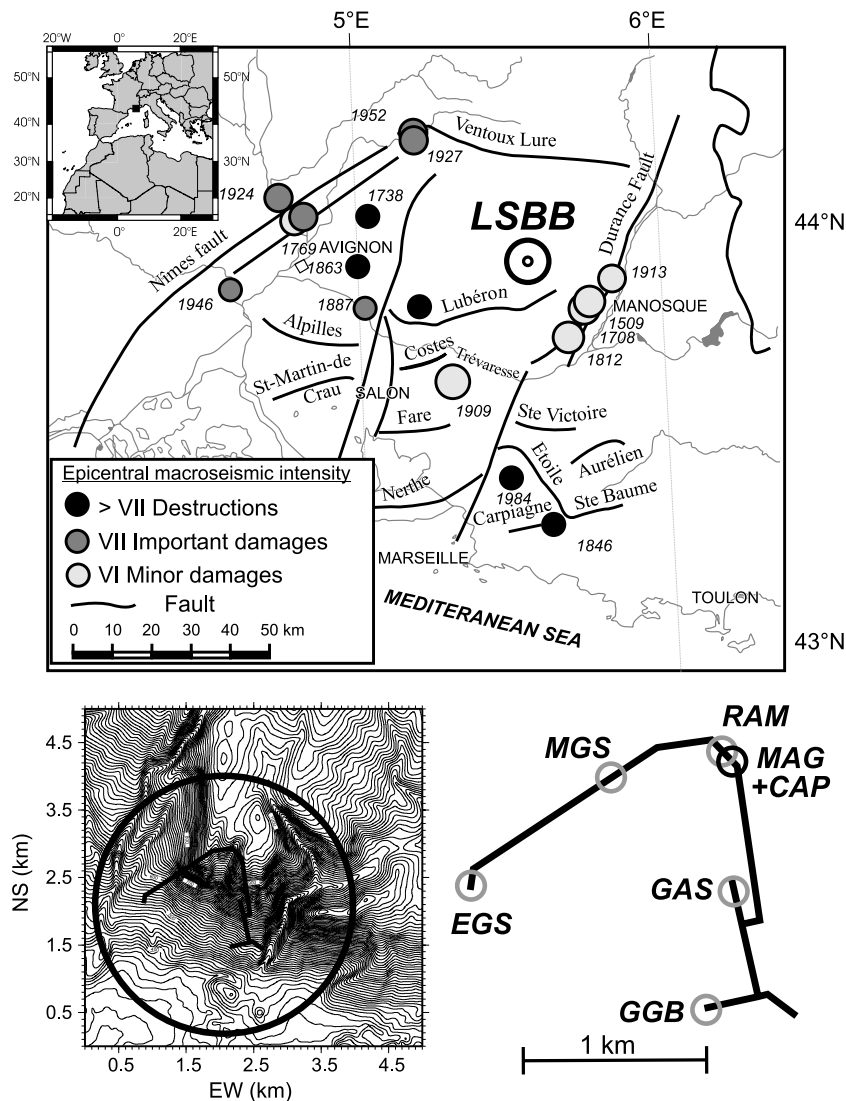 5°E
6°E
20°W
0°
20°E
50°N
50°N
40°N
40°N
30°N
30°N
20°N
20°N
0°
20°E
1952
Ventoux Lure
1927
1924
1738
Durance Fault
LSBB
44°N
Nîmes fault
1769
AVIGNON
1863
1913
1946
1887
Lubéron
MANOSQUE
1509
Alpilles
1708
Costes
Trévaresse
1812
St-Martin-de
Crau
SALON
1909
Ste Victoire
Fare
Etoile
Aurélien
Epicentral macroseismic intensity
Nerthe
1984
Ste Baume
> VII Destructions
Carpiagne
VII Important damages
1846
MARSEILLE
VI Minor damages
Fault
TOULON
MEDITERANEAN SEA
0 10 20 30 40 50 km
43°N
4.5
3.5
2.5
1.5
0.5
NS (km)
0.5 1.5 2.5 3.5 4.5
EW (km)
RAM
MGS
MAG
+CAP
GAS
EGS
GGB
1 km